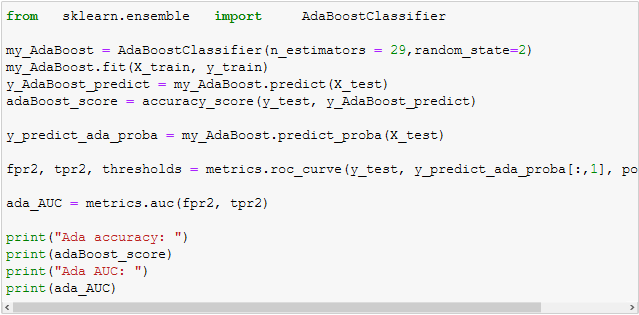 from sklearn.ensemble import AdaBoostClassifier
my_AdaBoost = AdaBoostClassifier(n_estimators = 29,random_state=2)
my_AdaBoost.fit(X_train, y_train)
y_AdaBoost_predict = my_AdaBoost.predict(X_test)
adaBoost_score = accuracy_score(y_test, y_AdaBoost_predict)
y_predict_ada_proba = my_AdaBoost.predict_proba(X_test)
fpr2, tpr2, thresholds = metrics.roc_curve(y_test, y_predict_ada_proba[:,1], po
ada_AUC = metrics.auc(fpr2, tpr2)
print("Ada accuracy: ")
print(adaBoost_score)
print("Ada AUC: ")
print(ada_AUC)